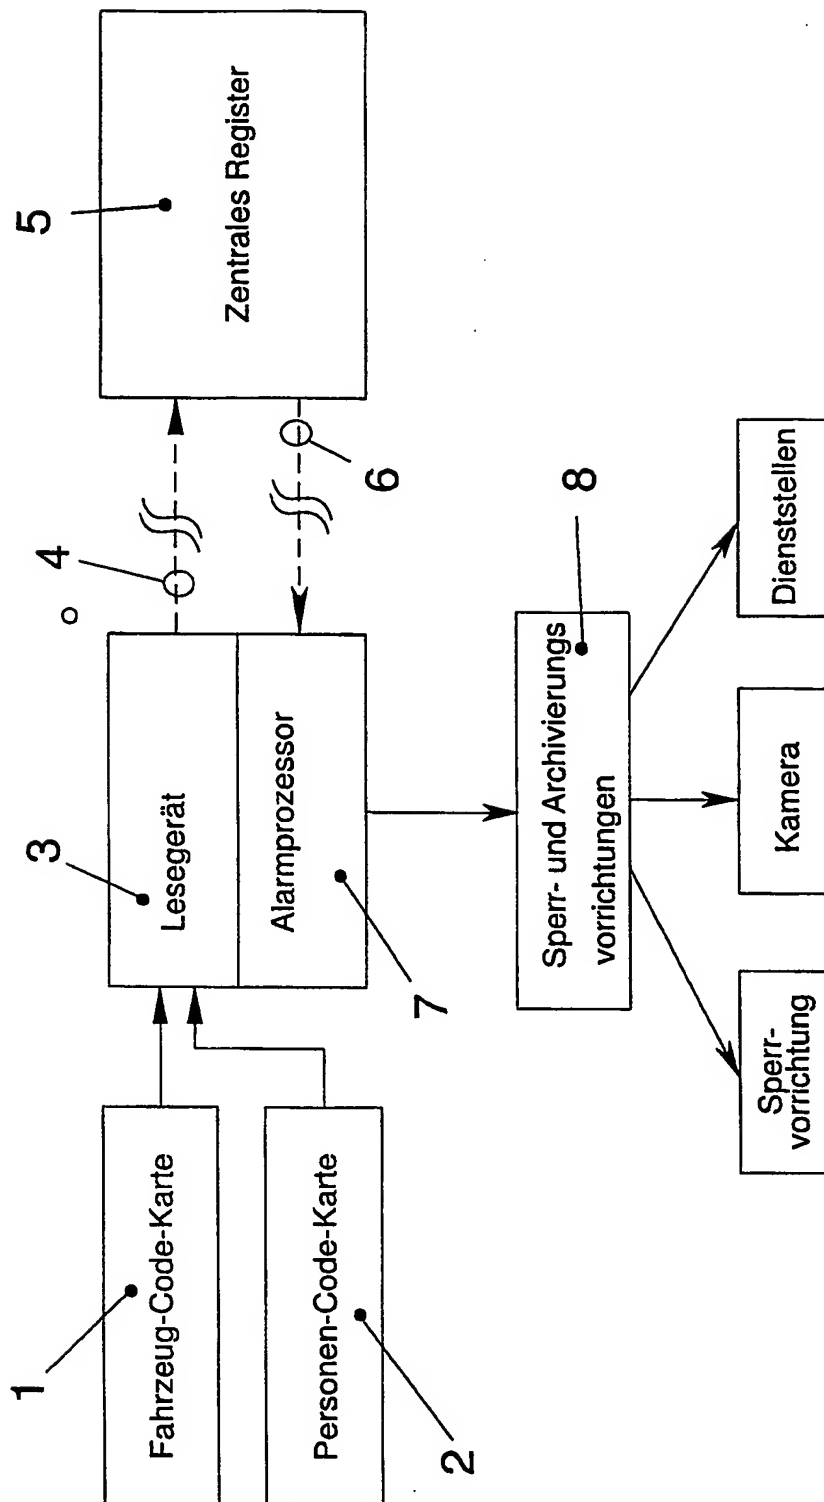 1
Fahrzeug-Code-Karte
Personen-Code-Karte
2
3
Lesegerät
Alarmprozessor
7
4
6
5
Zentrales Register
8
Sperr- und Archivierungs
vorrichtungen
Sperr-
vorrichtung
Kamera
Dienststellen